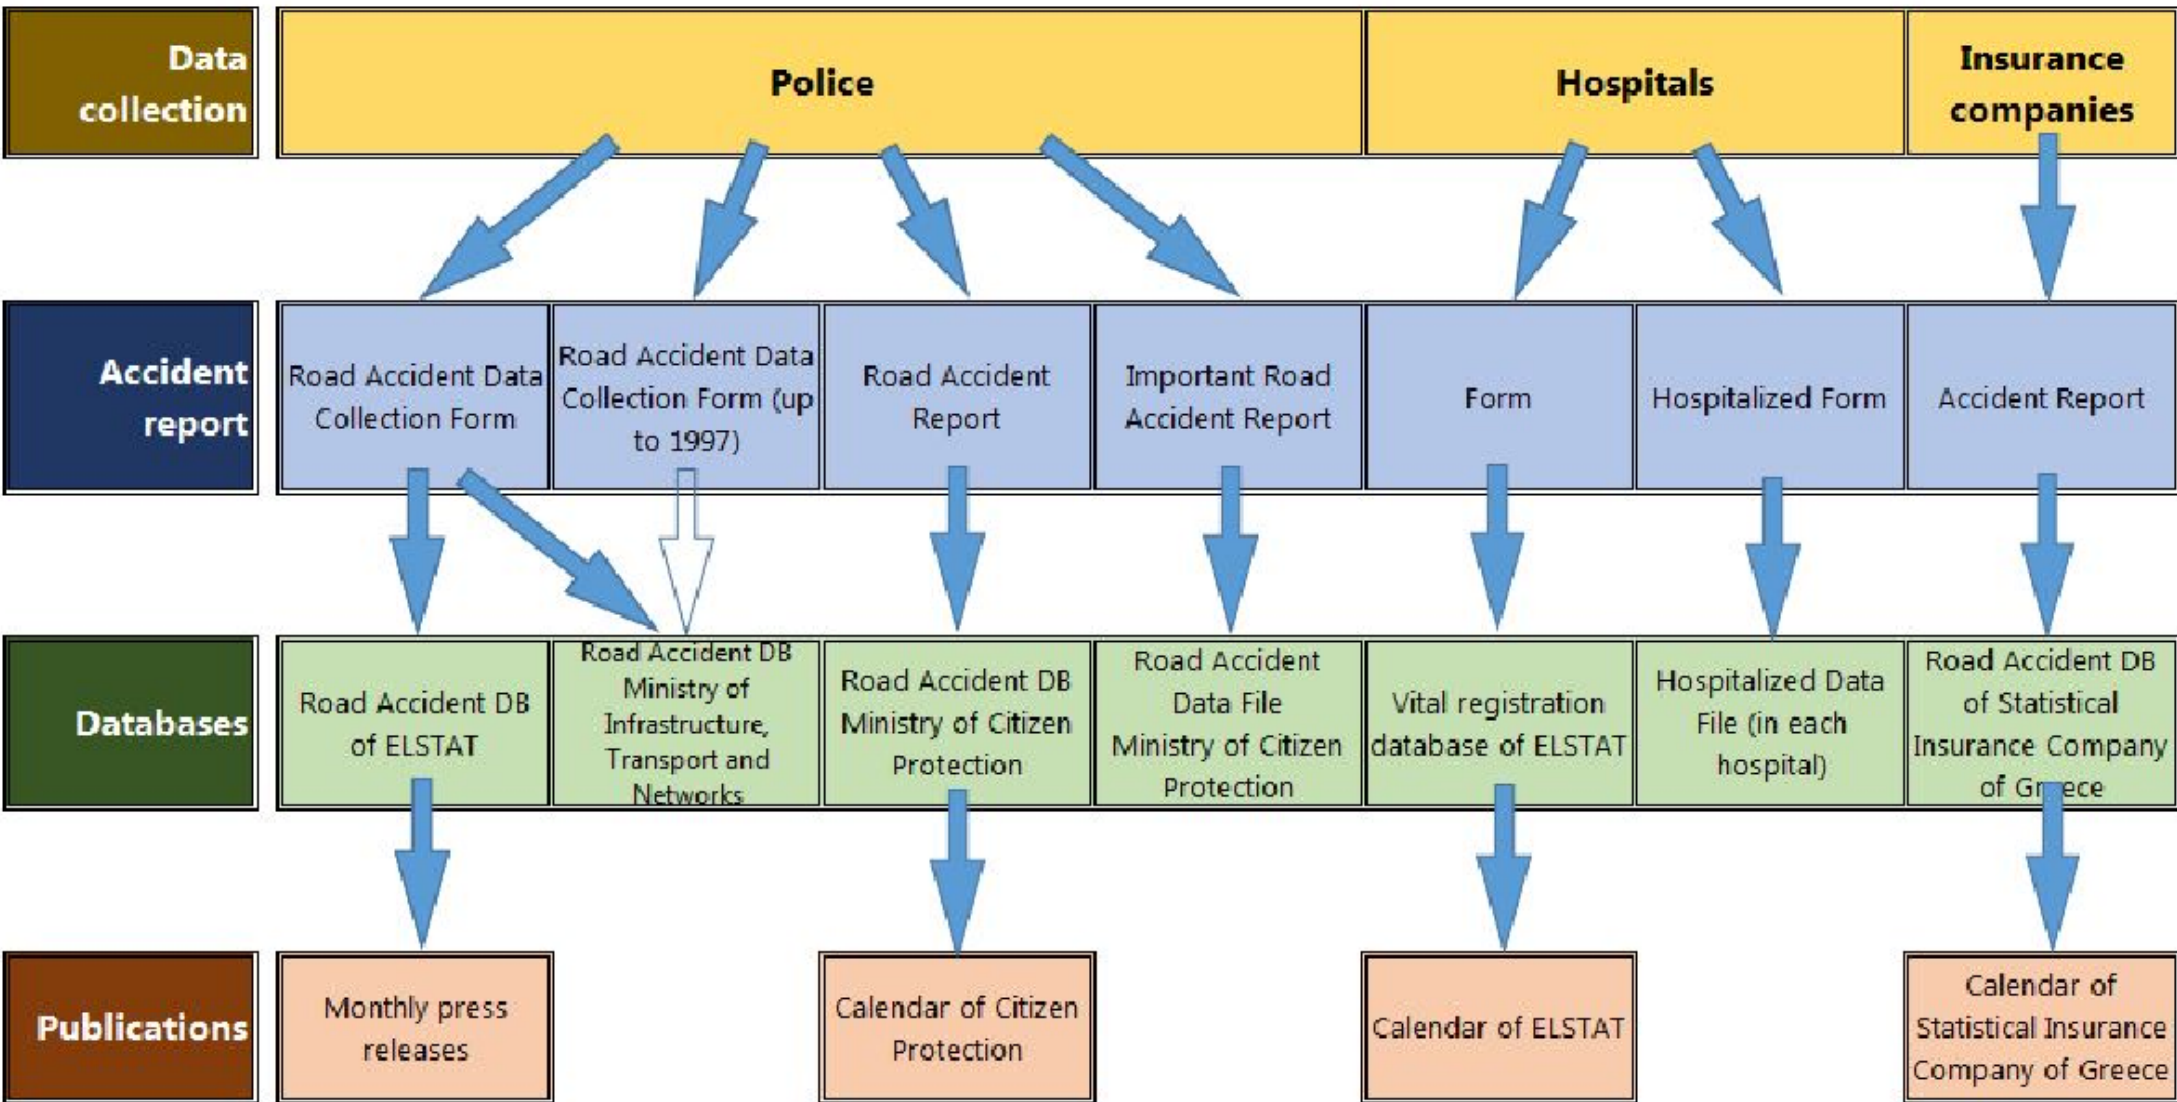 Data
collection
Police
Hospitals
Insurance
companies
Accident
report
Road Accident Data
Collection Form
Road Accident Data
Collection Form (up
to 1997)
Road Accident
Report
Important Road
Accident Report
Form
Hospitalized Form
Accident Report
Databases
Road Accident DB
of ELSTAT
Road Accident DB
Ministry of
Infrastructure,
Transport and
Networks
Road Accident DB
Ministry of Citizen
Protection
Road Accident
Data File
Ministry of Citizen
Protection
Vital registration
database of ELSTAT
Hospitalized Data
File (in each
hospital)
Road Accident DB
of Statistical
Insurance Company
of Greece
Publications
Monthly press
releases
Calendar of Citizen
Protection
Calendar of ELSTAT
Calendar of
Statistical Insurance
Company of Greece